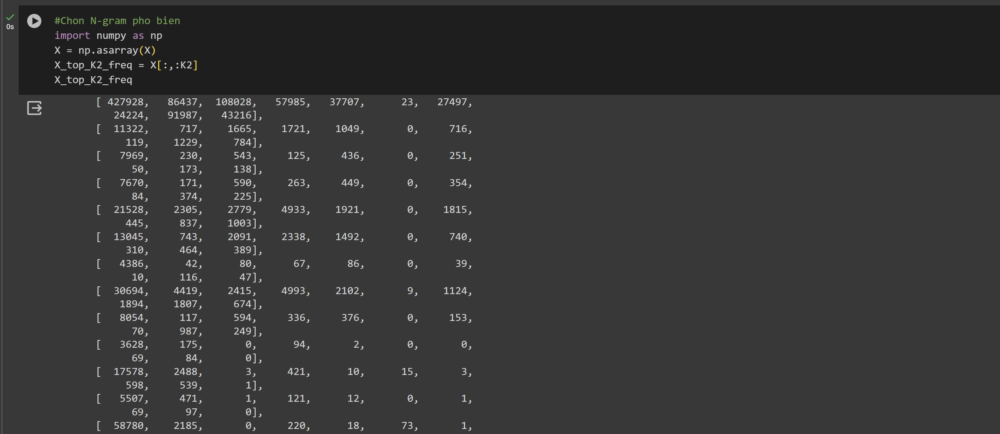 #Chon N-gram pho bien
0s
import numpy as np
X = np.asarray(X)
X_top_K2_freq = X[:,:K2]
X_top_K2_freq
[ 427928, 86437, 108028, 57985, 37707, 23, 27497,
24224, 91987, 43216],
[ 11322, 717, 1665, 1721, 1049, 0, 716,
119, 1229, 784],
[ 7969, 230, 543, 125, 436, 0, 251,
50, 173, 138],
[ 7670, 171, 590, 263, 449, 0, 354,
84, 374, 225],
[ 21528, 2305, 2779, 4933, 1921, 0, 1815,
445, 837, 1003],
[ 13045, 743, 2091, 2338, 1492, 0, 740,
310, 464, 389],
[ 4386, 42, 80, 67, 86, 0, 39,
10, 116, 47],
[ 30694, 4419, 2415, 4993, 2102, 9, 1124,
1894, 1807, 674],
[ 8054, 117, 594, 336, 376, 0, 153,
70, 987, 249],
[ 3628, 175, 0, 94, 2, 0, 0,
69, 84, 0],
[ 17578, 2488, 3, 421, 10, 15, 3,
598, 539, 1],
[ 5507, 471, 1, 121, 12, 0, 1,
69, 97, 0],
[ 58780, 2185, 0, 220, 18, 73, 1,